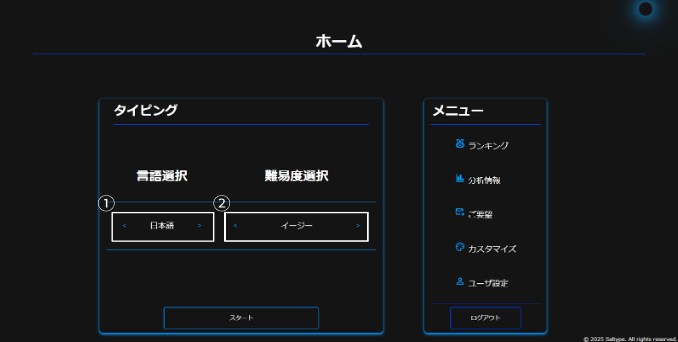 ホーム
タイピング
言語選択
難易度選択
①
②
< 日本語 >
< イージー >
スタート
メニュー
ランキング
分析情報
ご要望
カスタマイズ
ユーザ設定
ログアウト
© 2025 Saltype. All rights reserved.